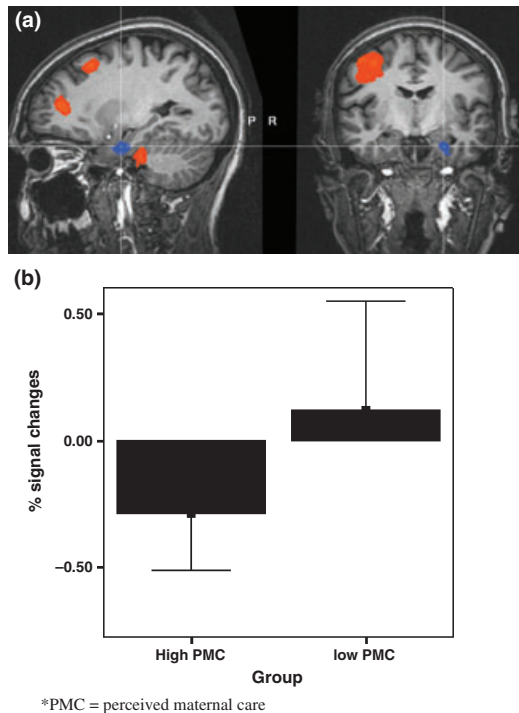 (a)
P R
(b)
0.50
0.00
−0.50
% signal changes
High PMC low PMC
Group
*PMC = perceived maternal care